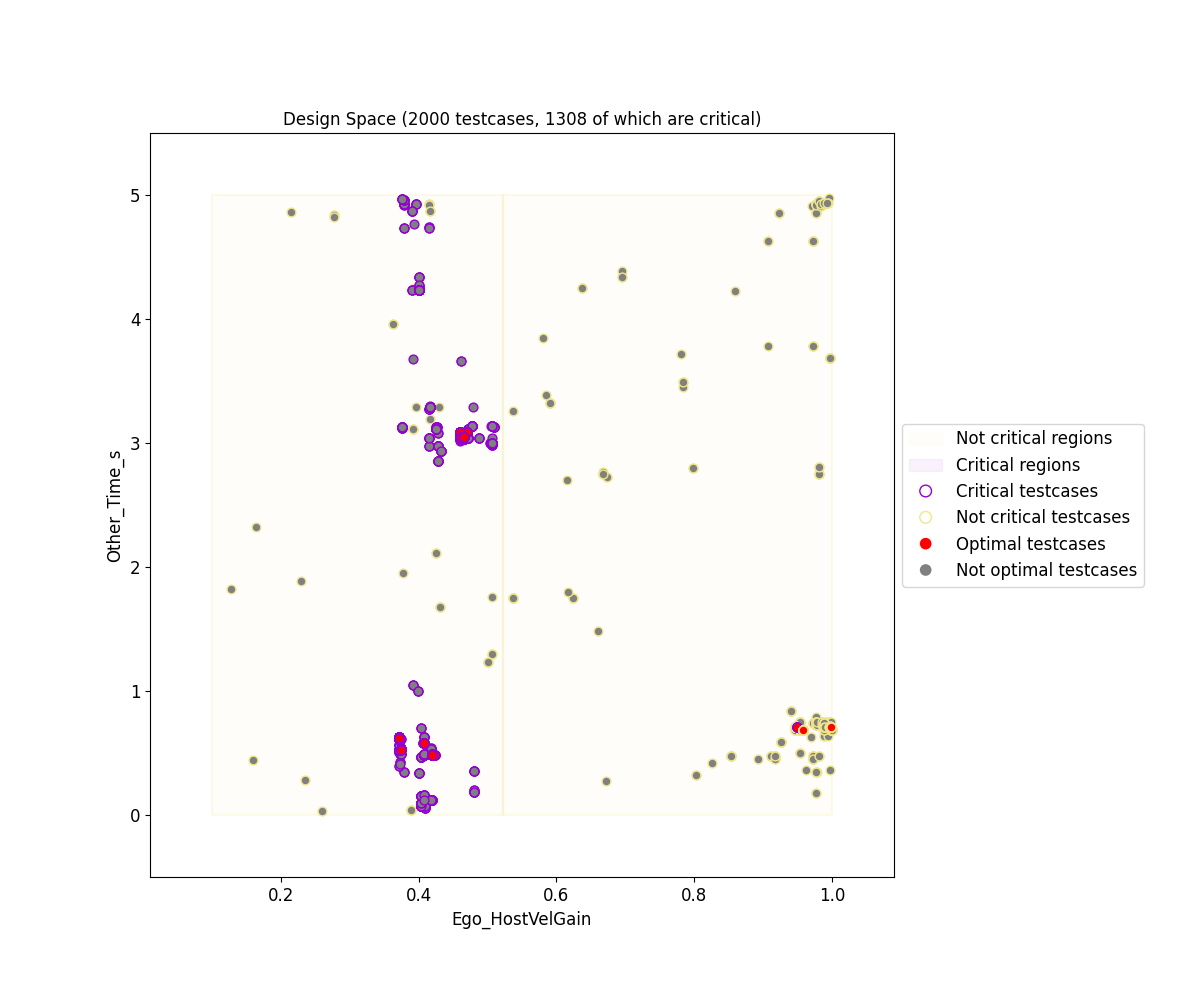 Design Space (2000 testcases, 1308 of which are critical)
5
4
3
2
1
0
Other_Time_s
0.2
0.4
0.6
0.8
1.0
Ego_HostVelGain
Not critical regions
Critical regions
Critical testcases
Not critical testcases
Optimal testcases
Not optimal testcases